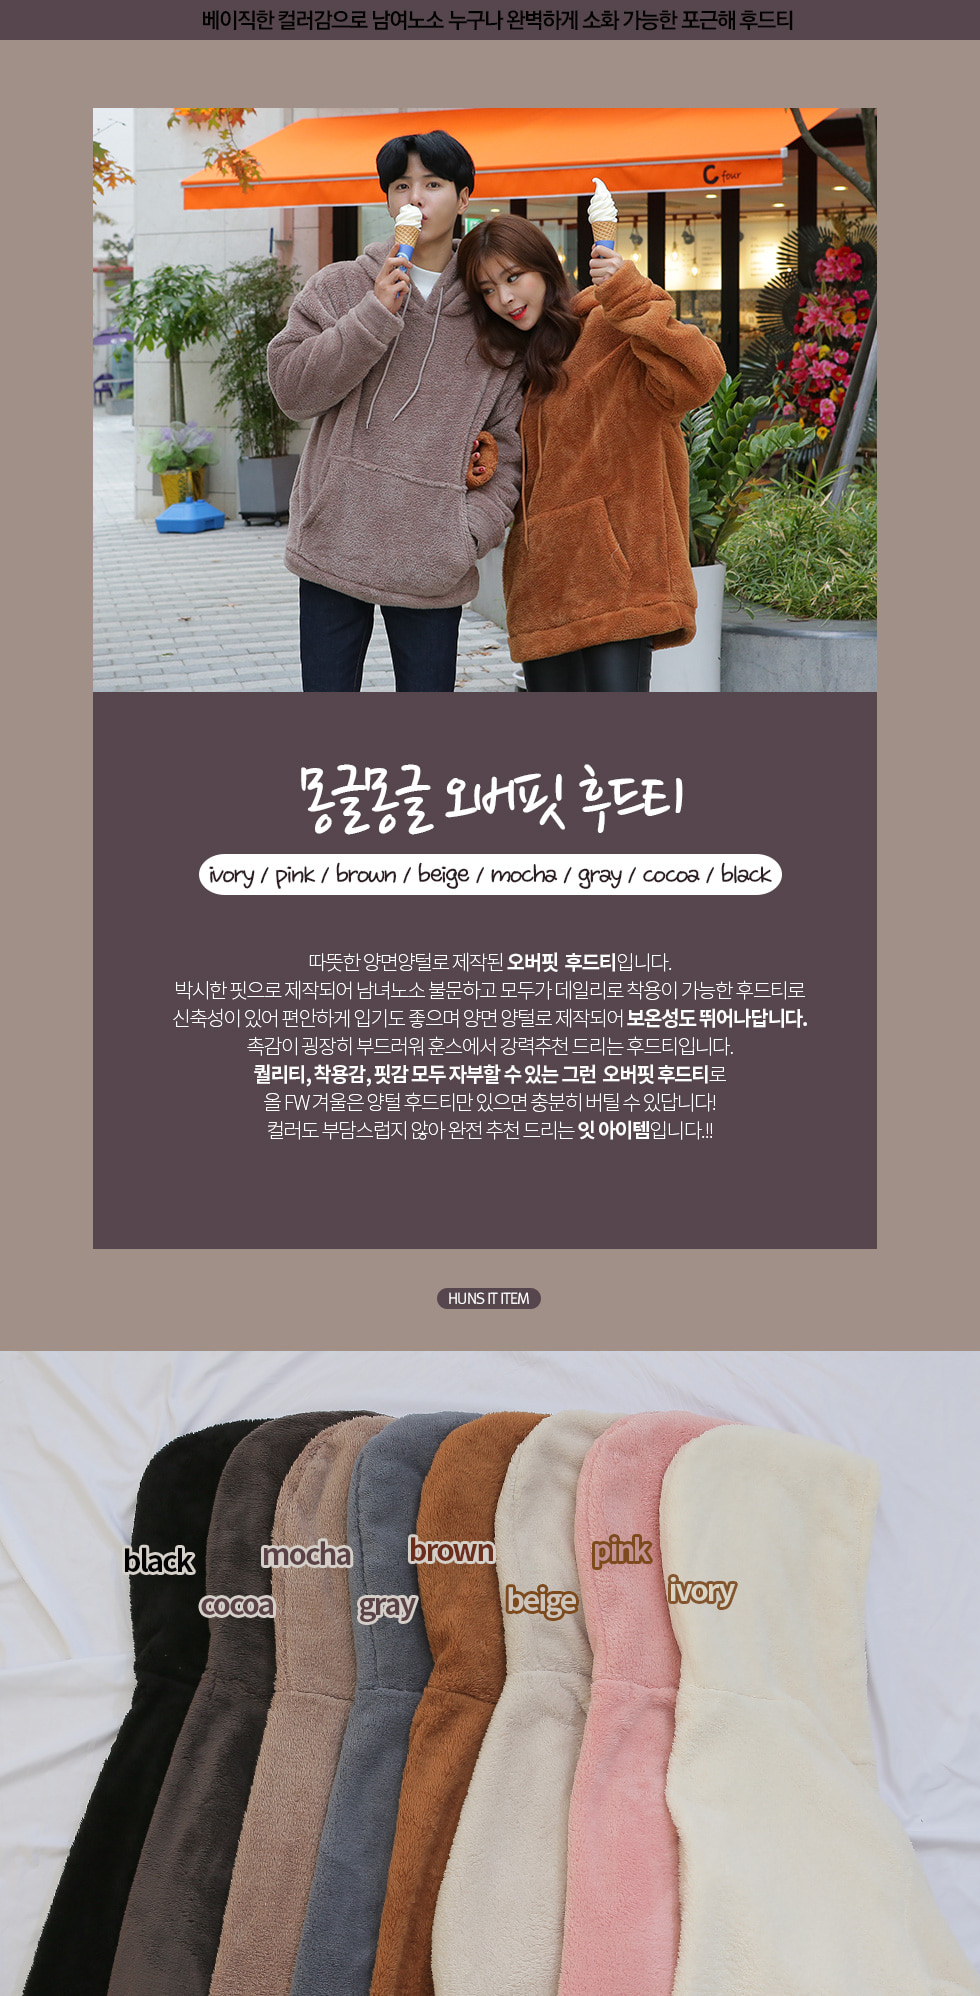 베이직한 컬러감으로 남여노소 누구나 완벽하게 소화 가능한 포근해 후드티
C four
몽글몽글 오버핏 후드티
ivory / pink / brown / beige / mocha / gray / cocoa / black
따뜻한 양면양털로 제작된 오버핏 후드티입니다.
박시한 핏으로 제작되어 남녀노소 불문하고 모두가 데일리로 착용이 가능한 후드티로
신축성이 있어 편안하게 입기도 좋으며 양면 양털로 제작되어 보온성도 뛰어나답니다.
촉감이 굉장히 부드러워 훈스에서 강력추천 드리는 후드티입니다.
퀄리티, 착용감, 핏감 모두 자부할 수 있는 그런 오버핏 후드티로
올 FW 겨울은 양털 후드티만 있으면 충분히 버틸 수 있답니다!
컬러도 부담스럽지 않아 완전 추천 드리는 잇 아이템입니다.!!
HUNS IT ITEM
black
cocoa
mocha
gray
brown
beige
pink
ivory